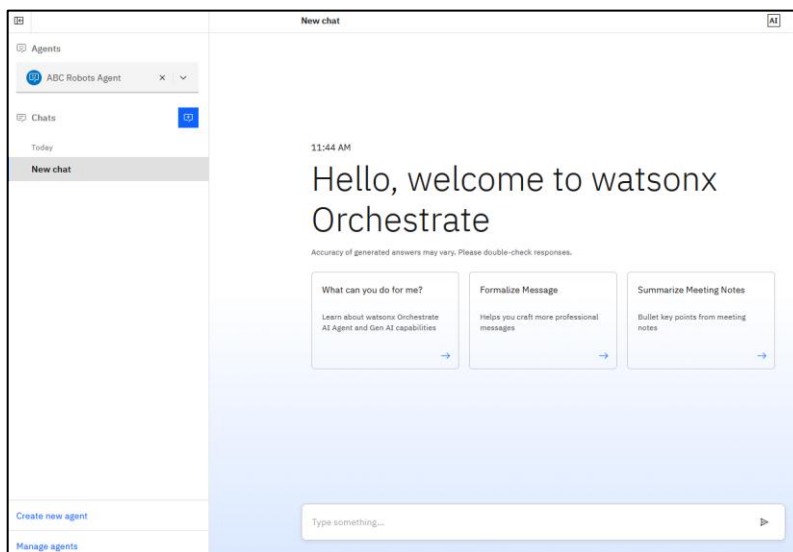 New chat
AI
Agents
ABC Robots Agent
Chats
Today
New chat
11:44 AM
Hello, welcome to watsonx
Orchestrate
Accuracy of generated answers may vary. Please double-check responses.
What can you do for me?
Learn about watsonx Orchestrate
AI Agent and Gen AI capabilities
Formalize Message
Helps you craft more professional
messages
Summarize Meeting Notes
Bullet key points from meeting
notes
Type something...
Create new agent
Manage agents